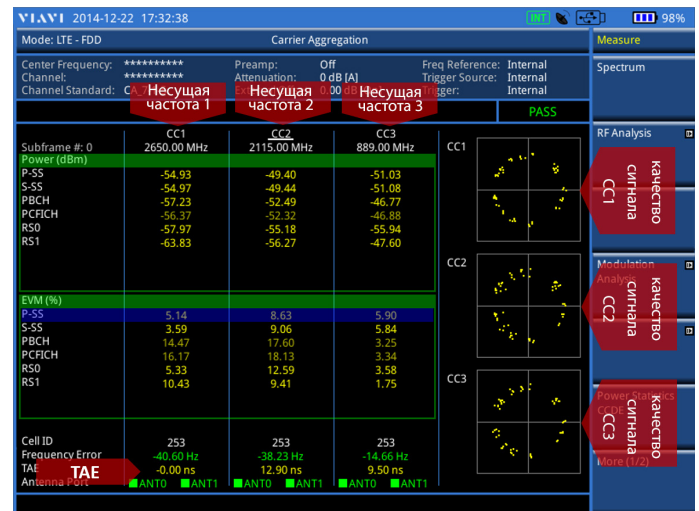 VIAVI 2014-12-22 17:32:38 INT 98%
Mode: LTE - FDD Carrier Aggregation Measure
Center Frequency: ********** Preamp: Off Freq Reference: Internal Spectrum
Channel: ********** Attenuation: 0 dB [A] Trigger Source: Internal
Channel Standard: 0.00 Internal
Несущая частота 1
Несущая частота 2
Несущая частота 3
PASS
CC1 CC2 CC3 RF Analysis
Subframe #: 0 2650.00 MHz 2115.00 MHz 889.00 MHz CC1
Power (dBm)
P-SS -54.93 -49.40 -51.03
S-SS -54.97 -49.44 -51.08
PBCH -57.23 -52.49 -46.77
PCFICH -56.37 -52.32 -46.88
RS0 -57.97 -55.18 -55.94
RS1 -63.83 -56.27 -47.60
качество сигнала CC1
CC2 Modulation
Analysis
EVM (%)
P-SS 5.14 8.63 5.90
S-SS 3.59 9.06 5.84
PBCH 14.47 17.60 3.25
PCFICH 16.17 18.13 3.34
RS0 5.33 12.59 3.58
RS1 10.43 9.41 1.75
качество сигнала CC2
CC3
Power Statistics
CCDF
качество сигнала CC3
Cell ID 253 253 253
Frequency Error -40.60 Hz -38.23 Hz -14.66 Hz
TAE TAE -0.00 ns 12.90 ns 9.50 ns More (1/2)
Antenna Port ANT0 ANT1 ANT0 ANT1 ANT0 ANT1